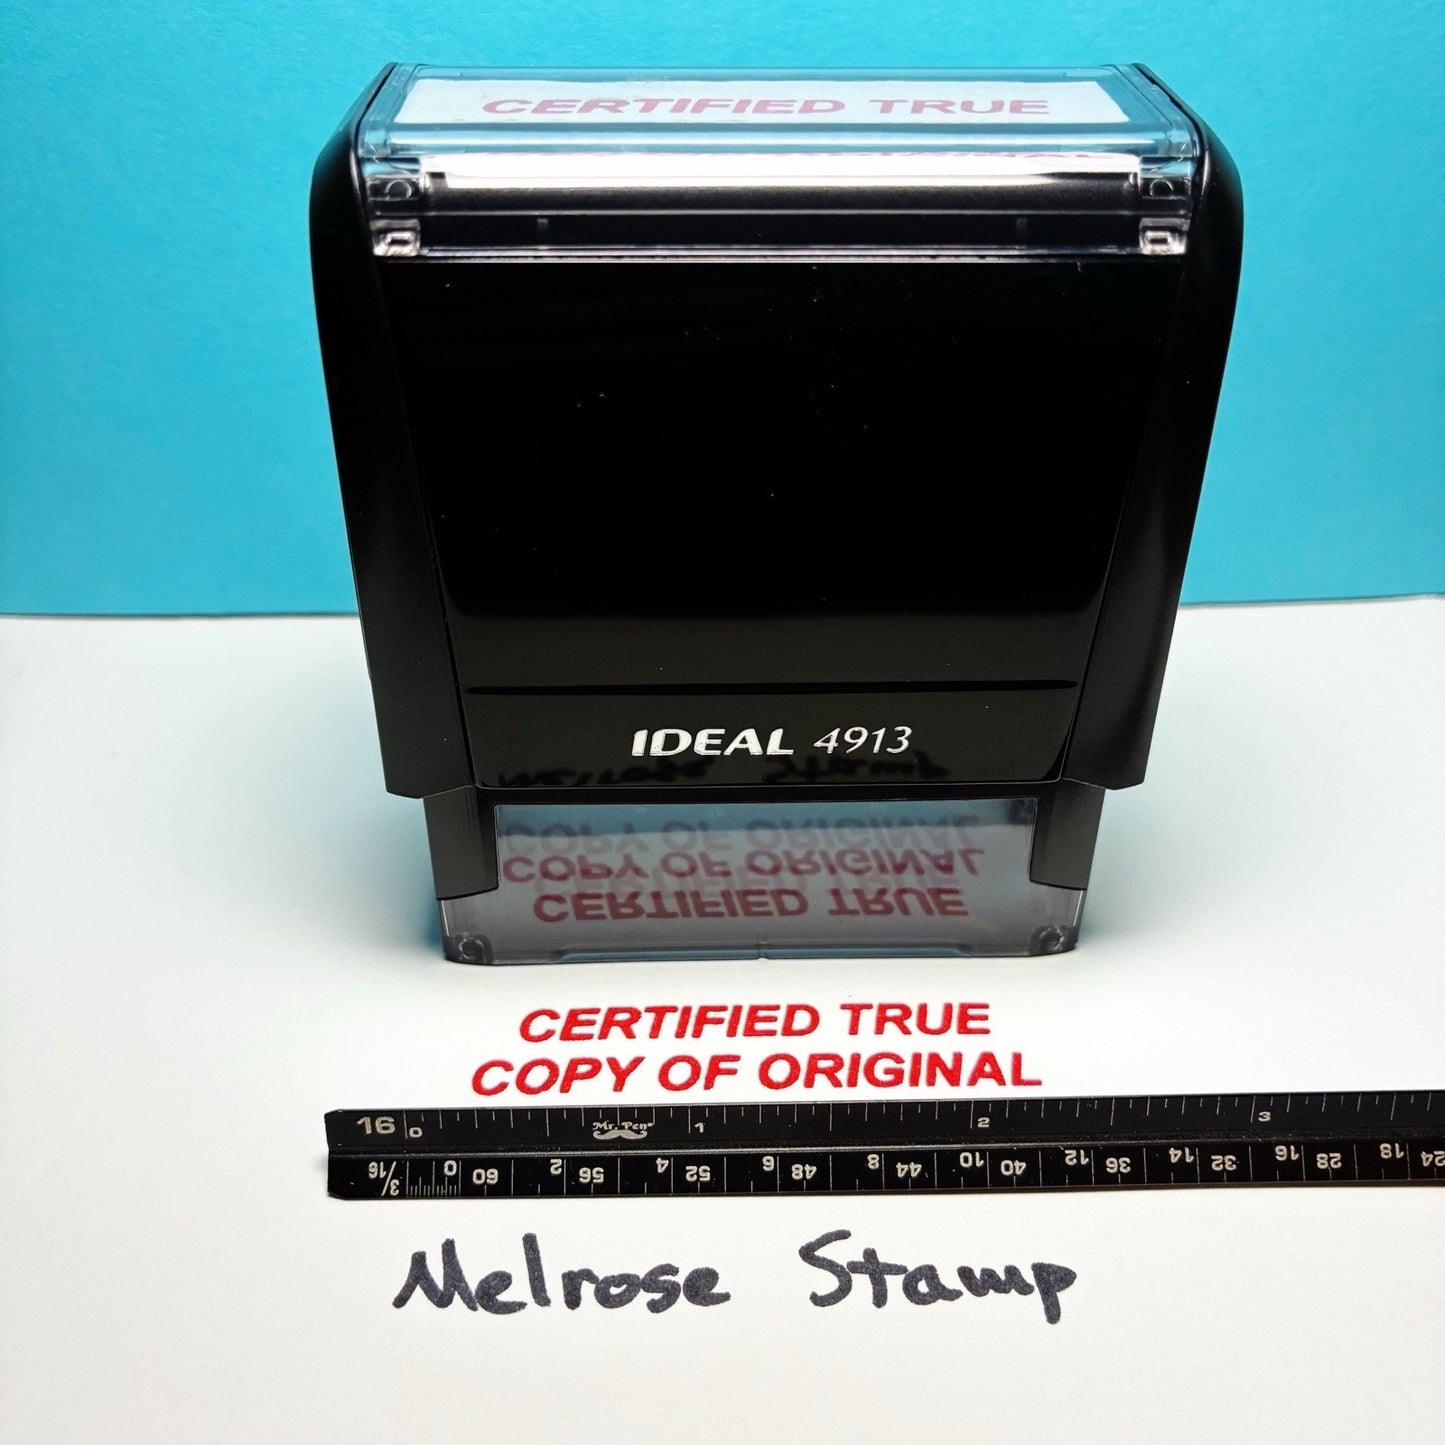 CERTIFIED TRUE
IDEAL 4913
COPY OF ORIGINAL
CERTIFIED TRUE
CERTIFIED TRUE
COPY OF ORIGINAL
16 0 Mr. Pen® 1 2 3
3/16 0 60 2 56 4 52 6 48 8 44 10 40 12 36 14 32 16 28 18 24
Melrose Stamp